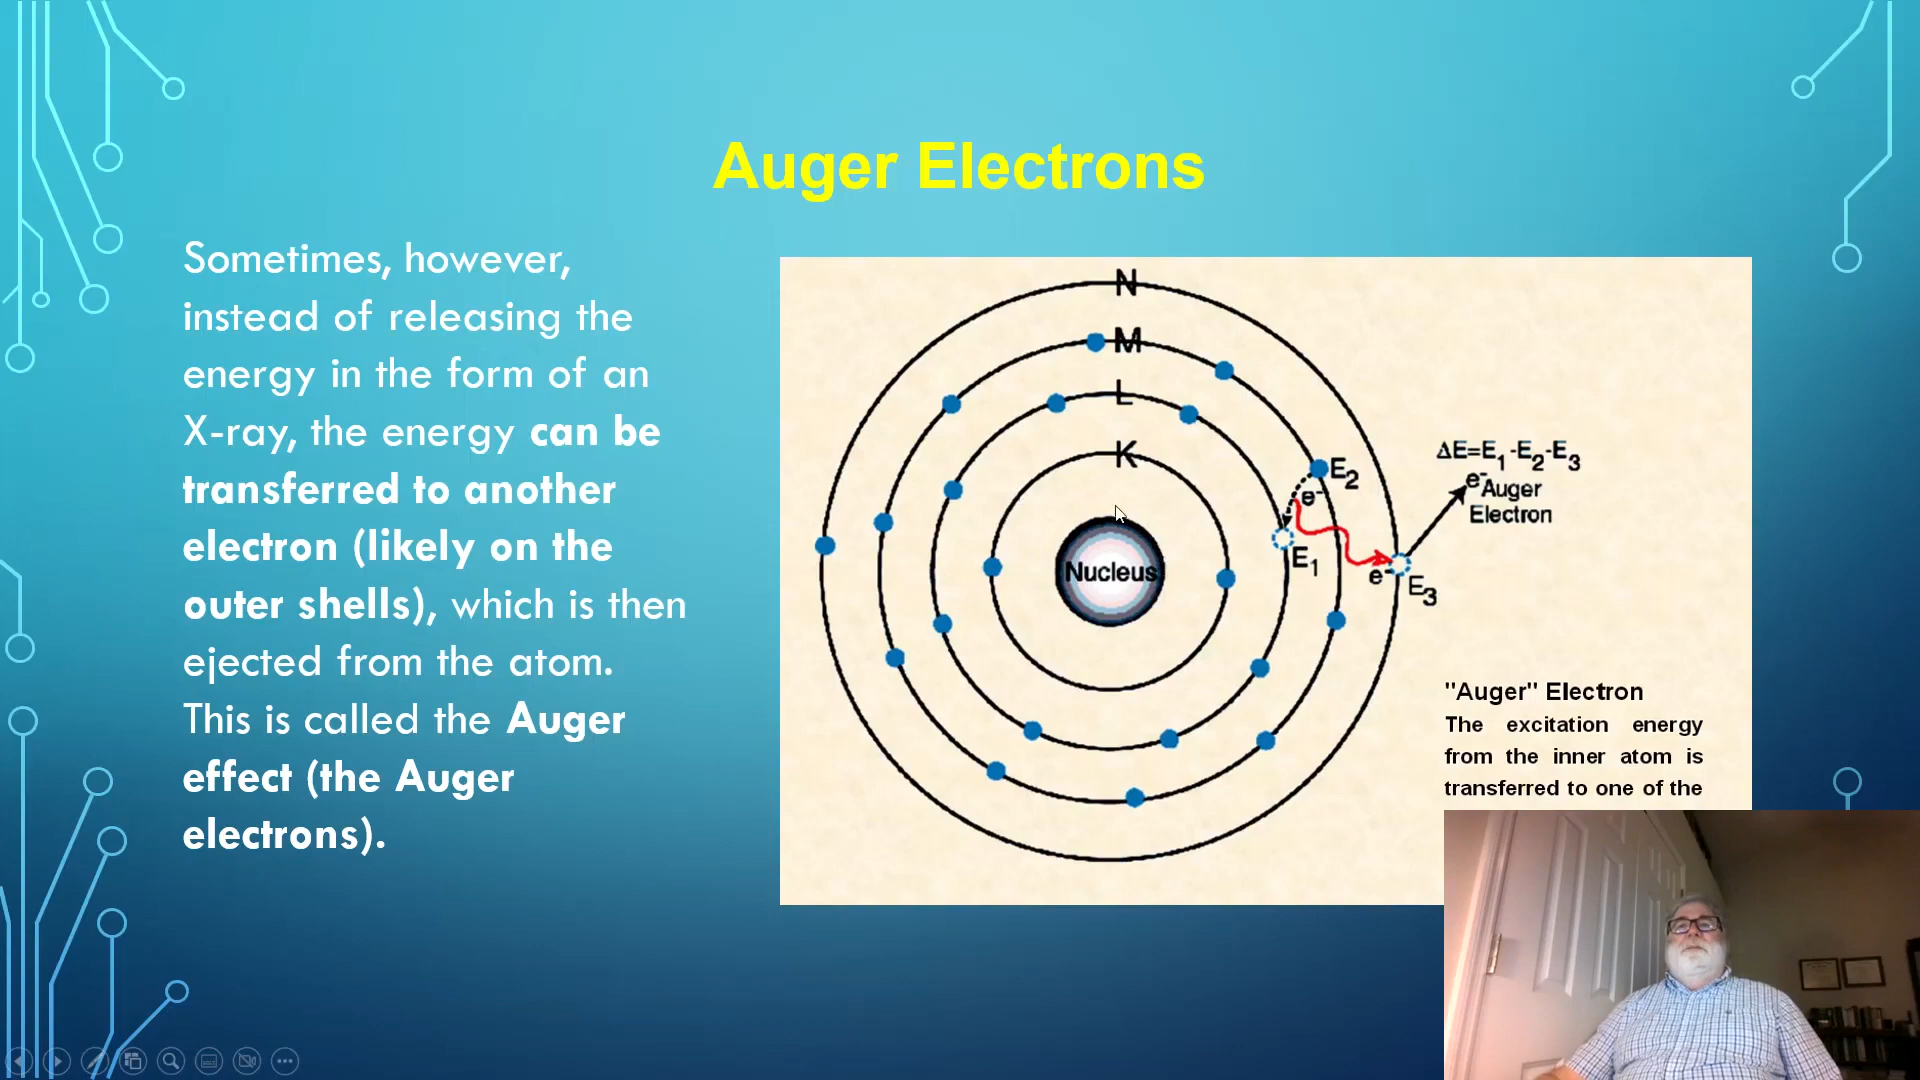 Auger Electrons
Sometimes, however,
instead of releasing the
energy in the form of an
X-ray, the energy can be
transferred to another
electron (likely on the
outer shells), which is then
ejected from the atom.
This is called the Auger
effect (the Auger
electrons).
N
M
L
K
Nucleus
E2
e-
E1
e-
E3
ΔE=E1-E2-E3
e- Auger
Electron
"Auger" Electron
The excitation energy
from the inner atom is
transferred to one of the